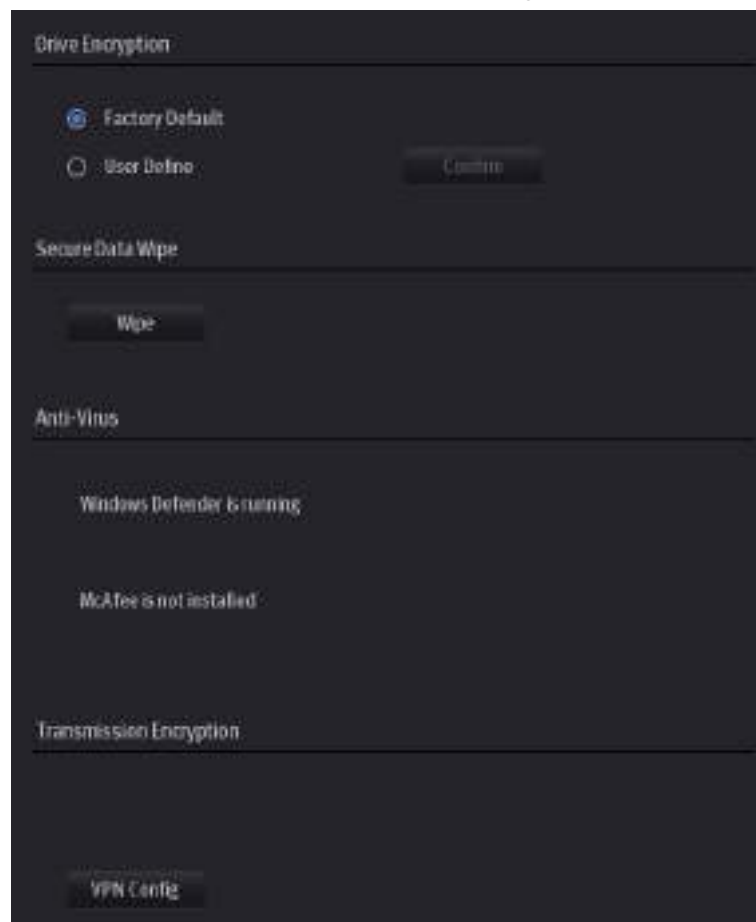 Drive Encryption
Factory Default
User Define
Confirm
Secure Data Wipe
Wipe
Anti-Virus
Windows Defender is running
McAfee is not installed
Transmission Encryption
VPN Config